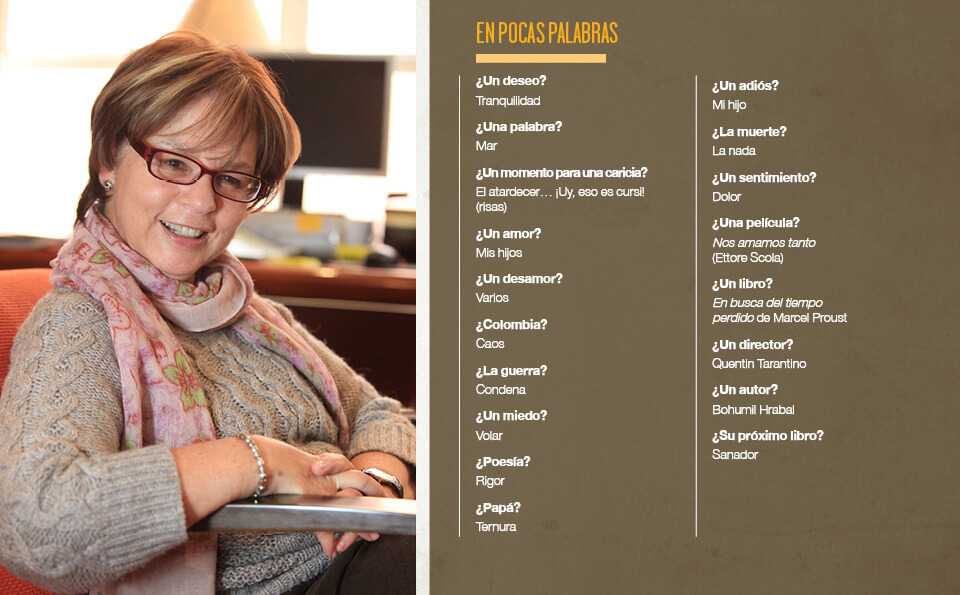 EN POCAS PALABRAS
¿Un deseo?
Tranquilidad
¿Una palabra?
Mar
¿Un momento para una caricia?
El atardecer… ¡Uy, eso es cursi!
(risas)
¿Un amor?
Mis hijos
¿Un desamor?
Varios
¿Colombia?
Caos
¿La guerra?
Condena
¿Un miedo?
Volar
¿Poesía?
Rigor
¿Papá?
Ternura
¿Un adiós?
Mi hijo
¿La muerte?
La nada
¿Un sentimiento?
Dolor
¿Una película?
Nos amamos tanto
(Ettore Scola)
¿Un libro?
En busca del tiempo
perdido de Marcel Proust
¿Un director?
Quentin Tarantino
¿Un autor?
Bohumil Hrabal
¿Su próximo libro?
Sanador